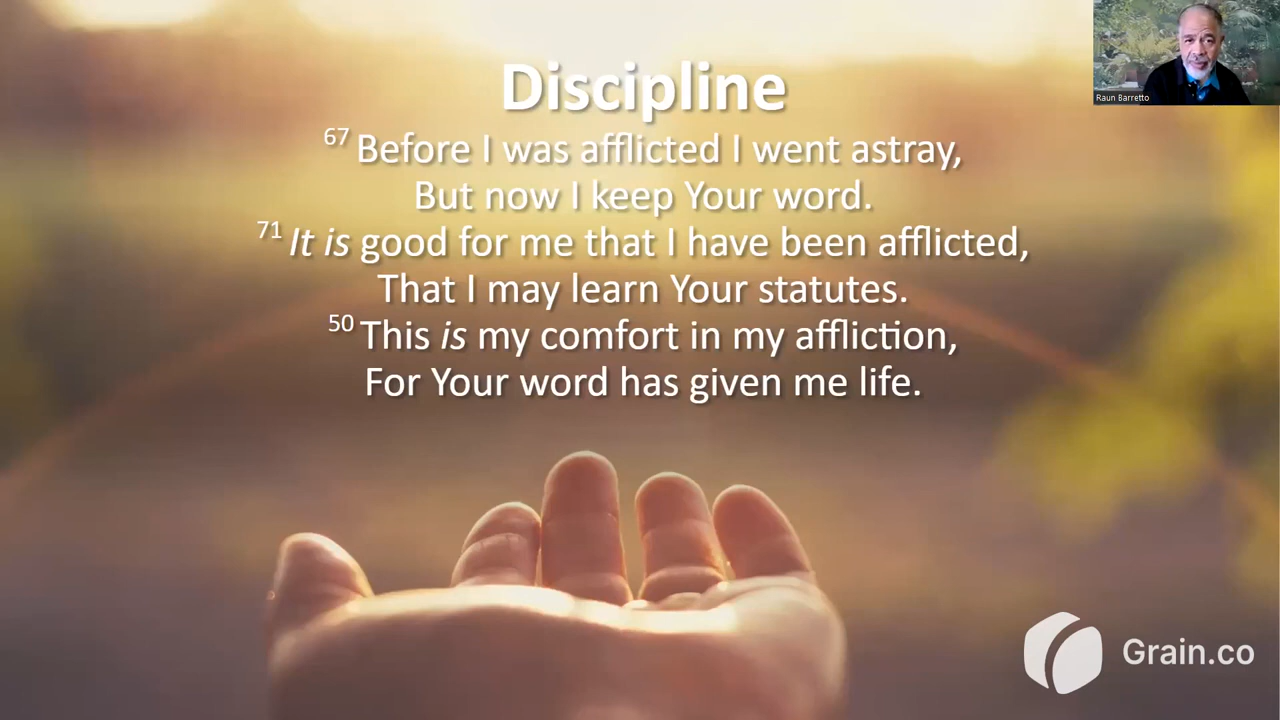 Discipline
67 Before I was afflicted I went astray,
But now I keep Your word.
71 It is good for me that I have been afflicted,
That I may learn Your statutes.
50 This is my comfort in my affliction,
For Your word has given me life.
Raun Barretto
Grain.co